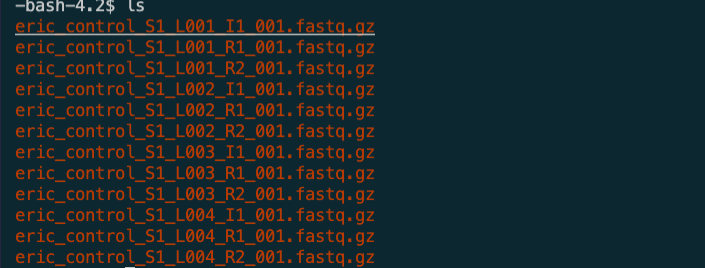 -bash-4.2$ ls
eric_control_S1_L001_I1_001.fastq.gz
eric_control_S1_L001_R1_001.fastq.gz
eric_control_S1_L001_R2_001.fastq.gz
eric_control_S1_L002_I1_001.fastq.gz
eric_control_S1_L002_R1_001.fastq.gz
eric_control_S1_L002_R2_001.fastq.gz
eric_control_S1_L003_I1_001.fastq.gz
eric_control_S1_L003_R1_001.fastq.gz
eric_control_S1_L003_R2_001.fastq.gz
eric_control_S1_L004_I1_001.fastq.gz
eric_control_S1_L004_R1_001.fastq.gz
eric_control_S1_L004_R2_001.fastq.gz